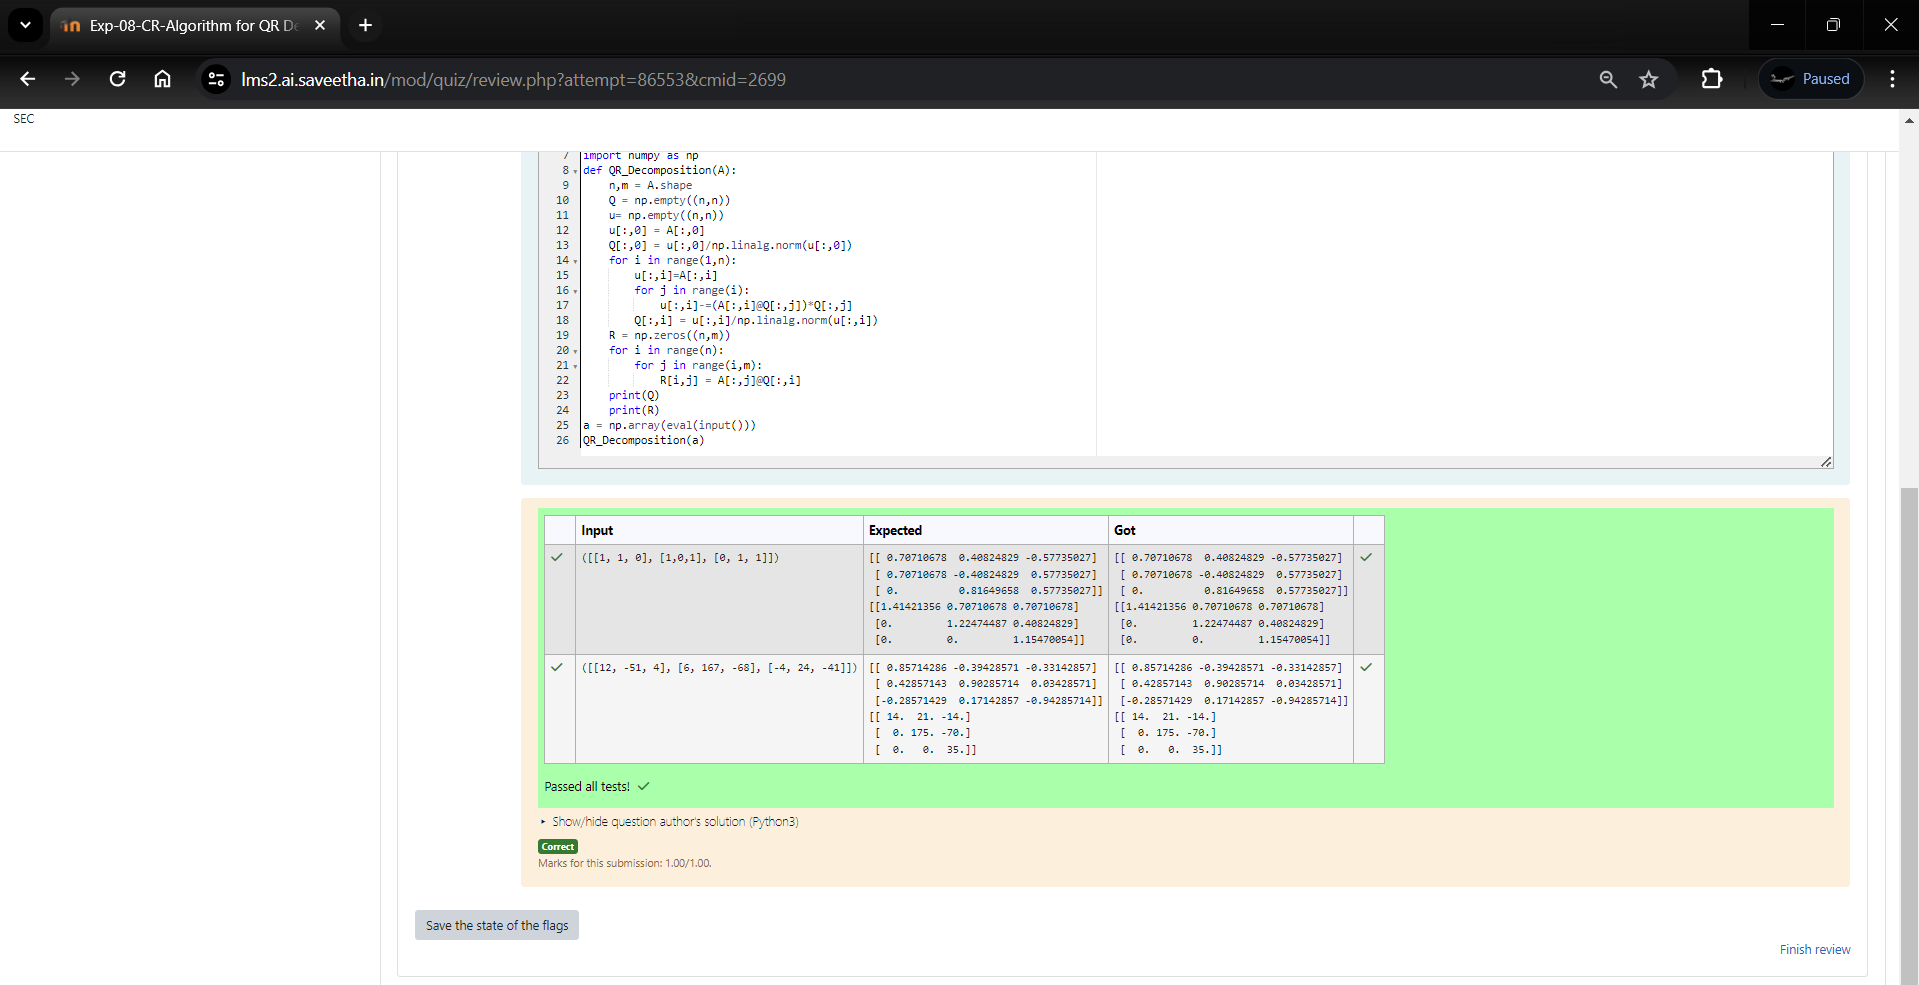 Exp-08-CR-Algorithm for QR De
lms2.ai.saveetha.in/mod/quiz/review.php?attempt=86553&cmid=2699
Paused
SEC
7 import numpy as np
8 def QR_Decomposition(A):
9     n,m = A.shape
10     Q = np.empty((n,n))
11     u= np.empty((n,n))
12     u[:,0] = A[:,0]
13     Q[:,0] = u[:,0]/np.linalg.norm(u[:,0])
14     for i in range(1,n):
15         u[:,i]=A[:,i]
16         for j in range(i):
17             u[:,i]-=(A[:,i]@Q[:,j])*Q[:,j]
18         Q[:,i] = u[:,i]/np.linalg.norm(u[:,i])
19     R = np.zeros((n,m))
20     for i in range(n):
21         for j in range(i,m):
22             R[i,j] = A[:,j]@Q[:,i]
23     print(Q)
24     print(R)
25 a = np.array(eval(input()))
26 QR_Decomposition(a)
Input Expected Got
([[1, 1, 0], [1,0,1], [0, 1, 1]]) [[ 0.70710678  0.40824829 -0.57735027] [[ 0.70710678  0.40824829 -0.57735027]
[ 0.70710678 -0.40824829  0.57735027] [ 0.70710678 -0.40824829  0.57735027]
[ 0.          0.81649658  0.57735027]] [ 0.          0.81649658  0.57735027]]
[[1.41421356 0.70710678 0.70710678] [[1.41421356 0.70710678 0.70710678]
[0.         1.22474487 0.40824829] [0.         1.22474487 0.40824829]
[0.         0.         1.15470054]] [0.         0.         1.15470054]]
([[12, -51, 4], [6, 167, -68], [-4, 24, -41]]) [[ 0.85714286 -0.39428571 -0.33142857] [[ 0.85714286 -0.39428571 -0.33142857]
[ 0.42857143  0.90285714  0.03428571] [ 0.42857143  0.90285714  0.03428571]
[-0.28571429  0.17142857 -0.94285714]] [-0.28571429  0.17142857 -0.94285714]]
[[ 14.  21. -14.] [[ 14.  21. -14.]
[  0. 175. -70.] [  0. 175. -70.]
[  0.   0.  35.]] [  0.   0.  35.]]
Passed all tests!
Show/hide question author's solution (Python3)
Correct
Marks for this submission: 1.00/1.00.
Save the state of the flags
Finish review